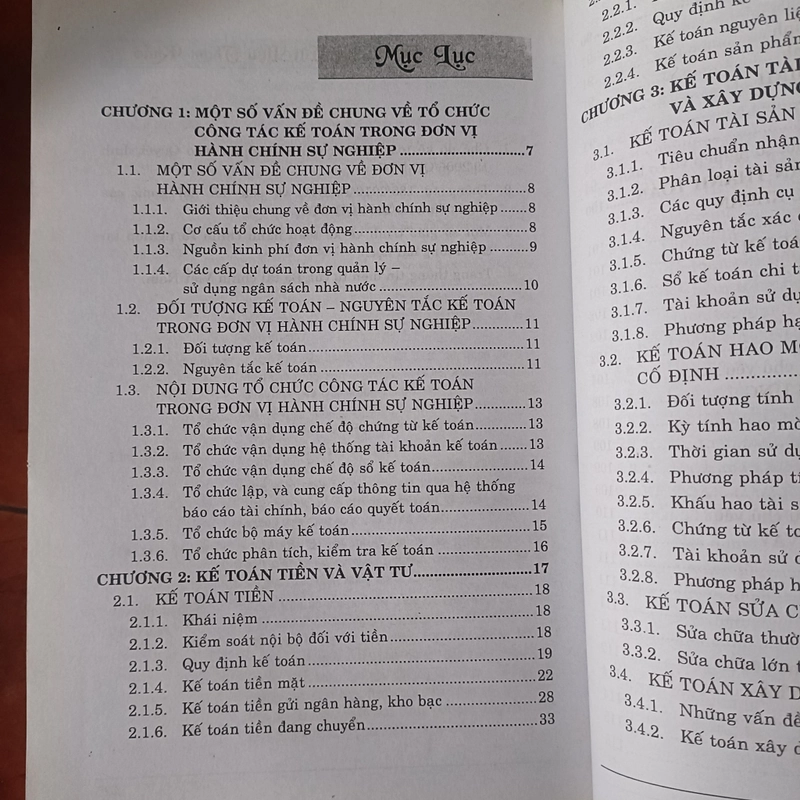 Mục Lục
CHƯƠNG 1: MỘT SỐ VẤN ĐỀ CHUNG VỀ TỔ CHỨC
CÔNG TÁC KẾ TOÁN TRONG ĐƠN VỊ
HÀNH CHÍNH SỰ NGHIỆP ..............................7
1.1. MỘT SỐ VẤN ĐỀ CHUNG VỀ ĐƠN VỊ
HÀNH CHÍNH SỰ NGHIỆP ..............................8
1.1.1. Giới thiệu chung về đơn vị hành chính sự nghiệp .......8
1.1.2. Cơ cấu tổ chức hoạt động ..............................8
1.1.3. Nguồn kinh phí đơn vị hành chính sự nghiệp .........9
1.1.4. Các cấp dự toán trong quản lý –
sử dụng ngân sách nhà nước ..............................10
1.2. ĐỐI TƯỢNG KẾ TOÁN – NGUYÊN TẮC KẾ TOÁN
TRONG ĐƠN VỊ HÀNH CHÍNH SỰ NGHIỆP ............11
1.2.1. Đối tượng kế toán ..............................11
1.2.2. Nguyên tắc kế toán ..............................11
1.3. NỘI DUNG TỔ CHỨC CÔNG TÁC KẾ TOÁN
TRONG ĐƠN VỊ HÀNH CHÍNH SỰ NGHIỆP ............13
1.3.1. Tổ chức vận dụng chế độ chứng từ kế toán ............13
1.3.2. Tổ chức vận dụng hệ thống tài khoản kế toán .......13
1.3.3. Tổ chức vận dụng chế độ sổ kế toán ....................14
1.3.4. Tổ chức lập, và cung cấp thông tin qua hệ thống
báo cáo tài chính, báo cáo quyết toán ....................14
1.3.5. Tổ chức bộ máy kế toán ..............................15
1.3.6. Tổ chức phân tích, kiểm tra kế toán ....................16
CHƯƠNG 2: KẾ TOÁN TIỀN VÀ VẬT TƯ ....................17
2.1. KẾ TOÁN TIỀN ..............................18
2.1.1. Khái niệm ..............................18
2.1.2. Kiểm soát nội bộ đối với tiền ..............................18
2.1.3. Quy định kế toán ..............................19
2.1.4. Kế toán tiền mặt ..............................22
2.1.5. Kế toán tiền gửi ngân hàng, kho bạc ....................28
2.1.6. Kế toán tiền đang chuyển ..............................33
2.2.1.
2.2.2. Quy định kế
2.2.3. Kế toán nguyên liệ
2.2.4. Kế toán sản phẩm
CHƯƠNG 3: KẾ TOÁN TÀI
VÀ XÂY DỰNG
3.1. KẾ TOÁN TÀI SẢN
3.1.1. Tiêu chuẩn nhận
3.1.2. Phân loại tài sản
3.1.3. Các quy định cụ
3.1.4. Nguyên tắc xác
3.1.5. Chứng từ kế toá
3.1.6. Sổ kế toán chi t
3.1.7. Tài khoản sử dụ
3.1.8. Phương pháp hạ
3.2. KẾ TOÁN HAO MÒ
CỐ ĐỊNH ..............
3.2.1. Đối tượng tính
3.2.2. Kỳ tính hao mò
3.2.3. Thời gian sử dụ
3.2.4. Phương pháp tí
3.2.5. Khấu hao tài s
3.2.6. Chứng từ kế to
3.2.7. Tài khoản sử d
3.2.8. Phương pháp h
3.3. KẾ TOÁN SỬA C
3.3.1. Sửa chữa thườ
3.3.2. Sửa chữa lớn t
3.4. KẾ TOÁN XÂY D
3.4.1. Những vấn đề
3.4.2. Kế toán xây d